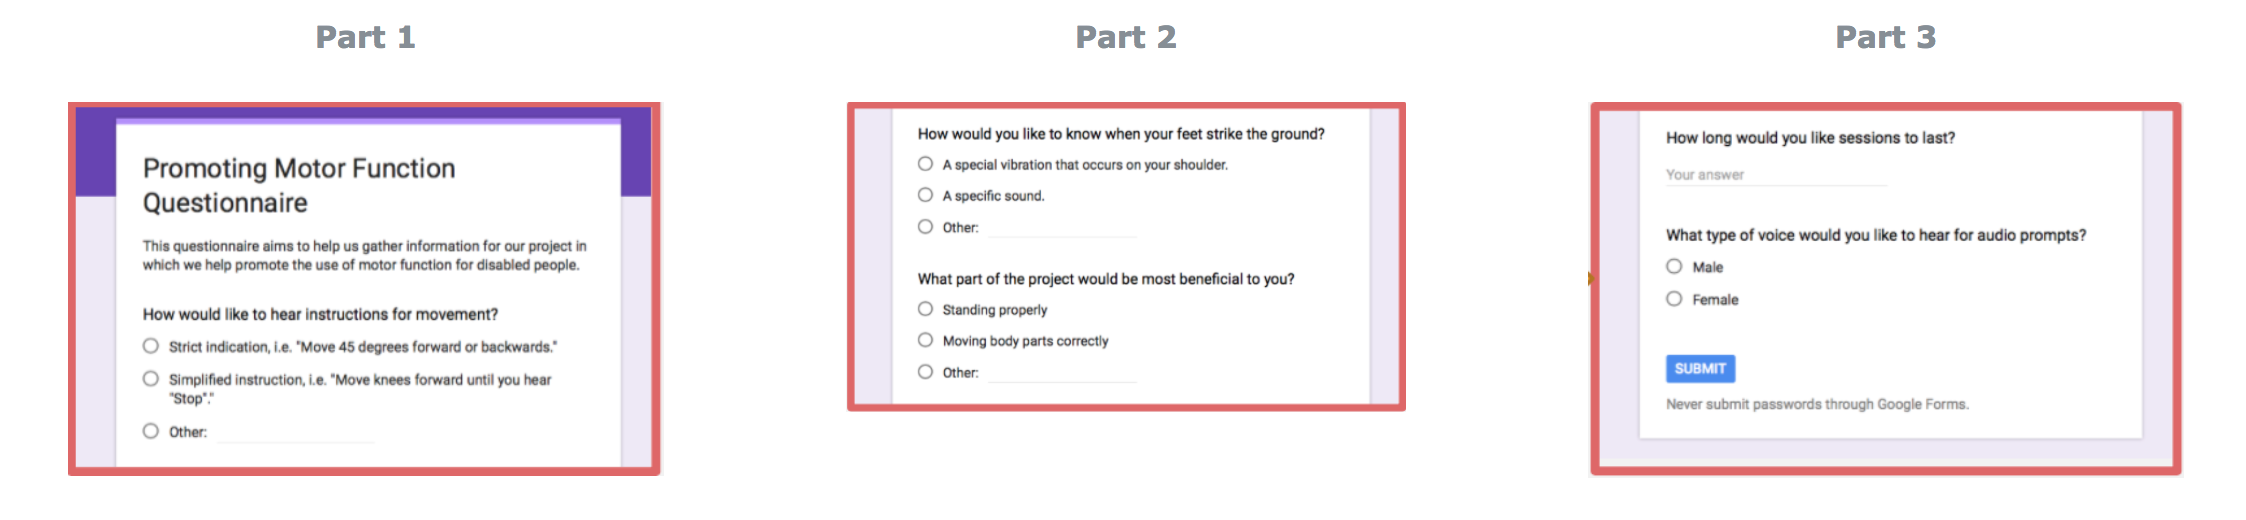 Part 1
Promoting Motor Function
Questionnaire
This questionnaire aims to help us gather information for our project in
which we help promote the use of motor function for disabled people.
How would like to hear instructions for movement?
Strict indication, i.e. "Move 45 degrees forward or backwards."
Simplified instruction, i.e. "Move knees forward until you hear
"Stop"."
Other:
Part 2
How would you like to know when your feet strike the ground?
A special vibration that occurs on your shoulder.
A specific sound.
Other:
What part of the project would be most beneficial to you?
Standing properly
Moving body parts correctly
Other:
Part 3
How long would you like sessions to last?
Your answer
What type of voice would you like to hear for audio prompts?
Male
Female
SUBMIT
Never submit passwords through Google Forms.